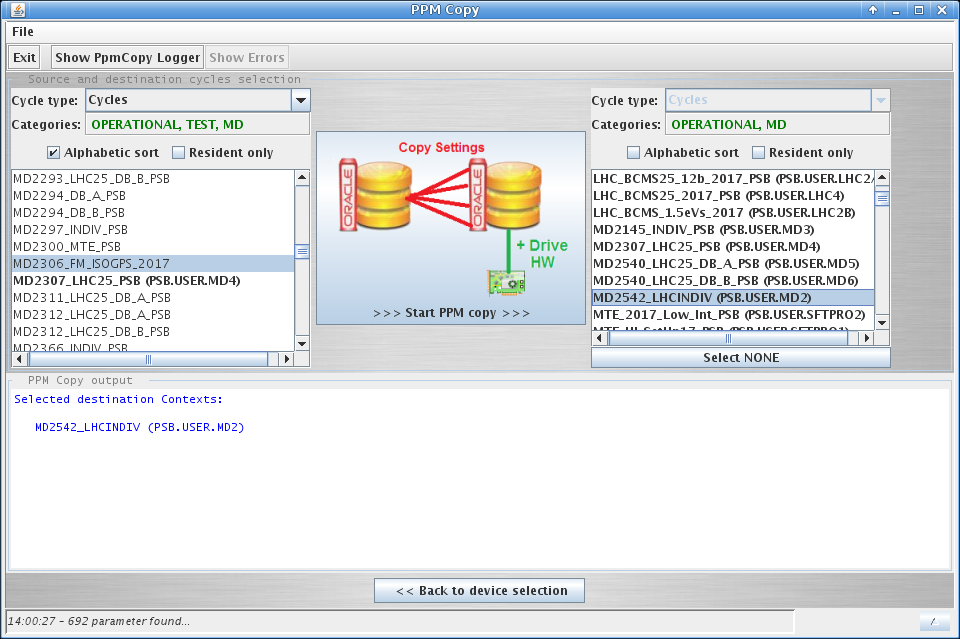 PPM Copy
File
Exit
Show PpmCopy Logger
Show Errors
Source and destination cycles selection
Cycle type:
Cycles
Categories:
OPERATIONAL, TEST, MD
Alphabetic sort
Resident only
MD2293_LHC25_DB_B_PSB
MD2294_DB_A_PSB
MD2294_DB_B_PSB
MD2297_INDIV_PSB
MD2300_MTE_PSB
MD2306_FM_ISOGPS_2017
MD2307_LHC25_PSB (PSB.USER.MD4)
MD2311_LHC25_DB_A_PSB
MD2312_LHC25_DB_A_PSB
MD2312_LHC25_DB_B_PSB
MD2366_INDIV_PSB
Copy Settings
ORACLE
ORACLE
+ Drive
HW
>>> Start PPM copy >>>
Cycle type:
Cycles
Categories:
OPERATIONAL, MD
Alphabetic sort
Resident only
LHC_BCMS25_12b_2017_PSB (PSB.USER.LHC2A
LHC_BCMS25_2017_PSB (PSB.USER.LHC4)
LHC_BCMS_1.5eVs_2017 (PSB.USER.LHC2B)
MD2145_INDIV_PSB (PSB.USER.MD3)
MD2307_LHC25_PSB (PSB.USER.MD4)
MD2540_LHC25_DB_A_PSB (PSB.USER.MD5)
MD2540_LHC25_DB_B_PSB (PSB.USER.MD6)
MD2542_LHCINDIV (PSB.USER.MD2)
MTE_2017_Low_Int_PSB (PSB.USER.SFTPRO2)
Select NONE
PPM Copy output
Selected destination Contexts:
MD2542_LHCINDIV (PSB.USER.MD2)
<< Back to device selection
14:00:27 - 692 parameter found...